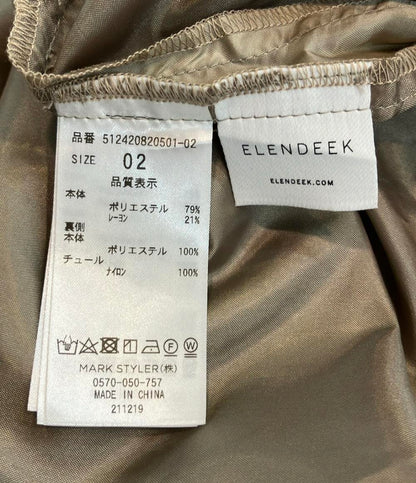 品番 512420820501-02
SIZE 02
品質表示
本体
ポリエステル 79%
レーヨン 21%
裏側
本体
ポリエステル 100%
チュール
ナイロン 100%
F W
MARK STYLER(株)
0570-050-757
MADE IN CHINA
211219
ELENDEEK
ELENDEEK.COM